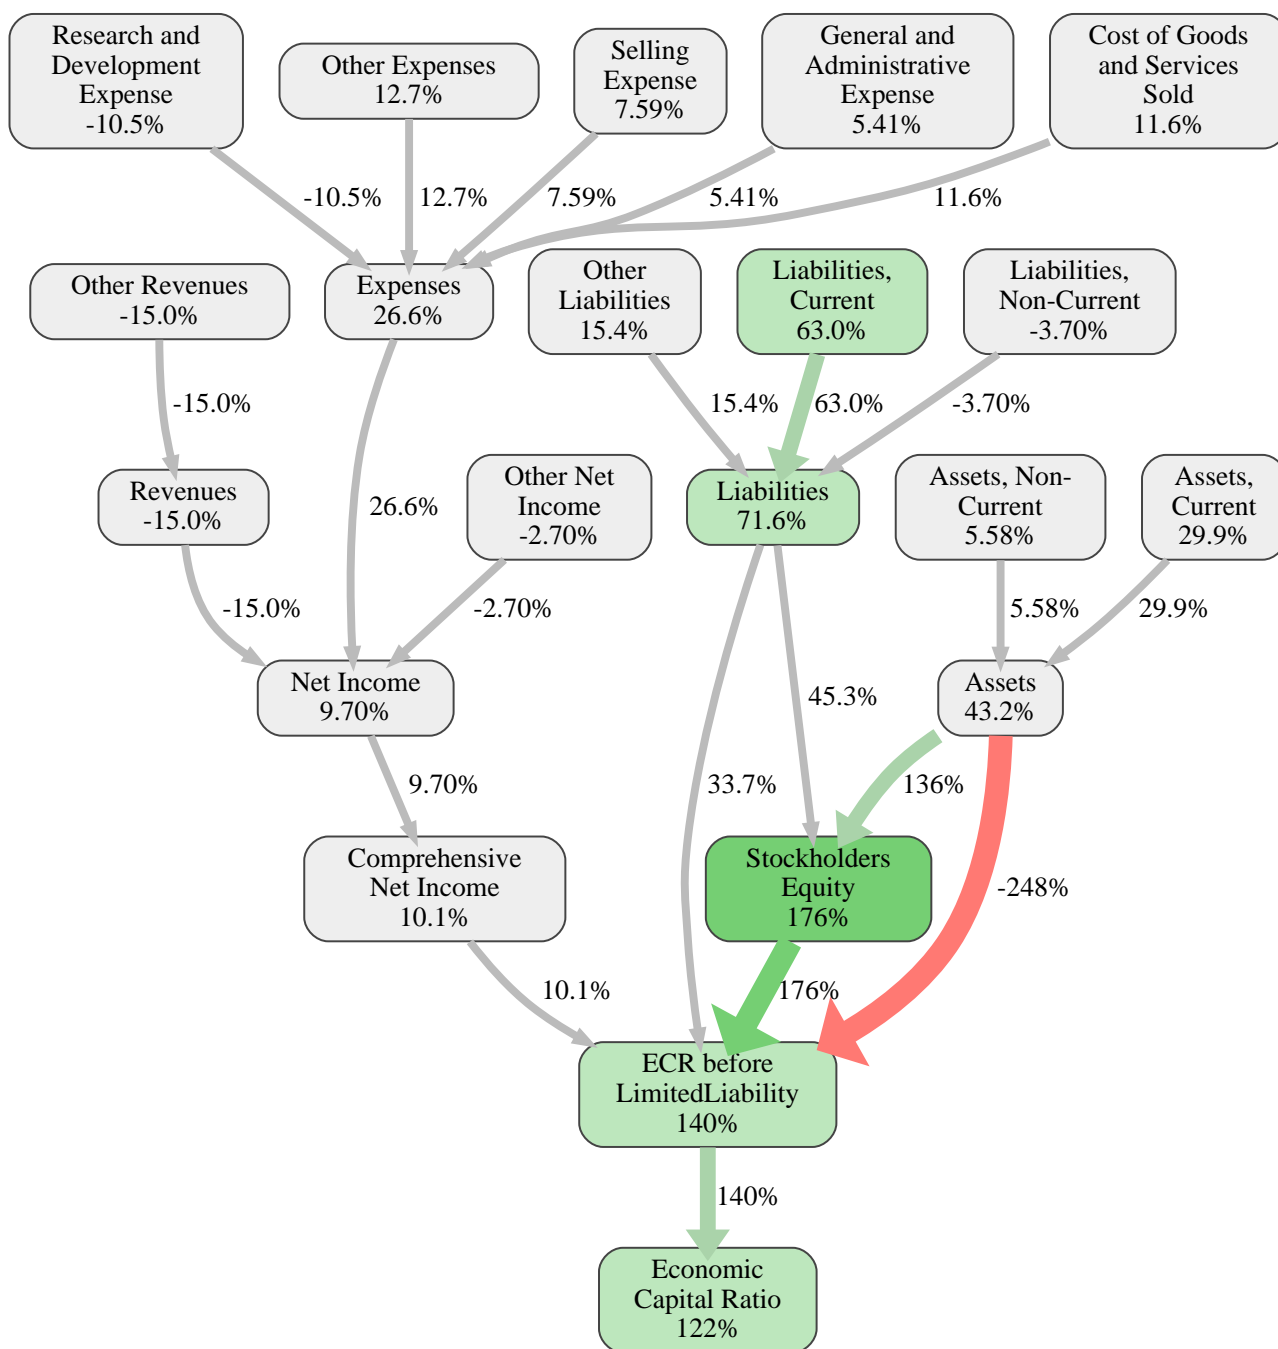 Research and
Development
Expense
-10.5%
Other Expenses
12.7%
Selling
Expense
7.59%
General and
Administrative
Expense
5.41%
Cost of Goods
and Services
Sold
11.6%
-10.5%
12.7%
7.59%
5.41%
11.6%
Other Revenues
-15.0%
Expenses
26.6%
Other
Liabilities
15.4%
Liabilities,
Current
63.0%
Liabilities,
Non-Current
-3.70%
-15.0%
15.4%
63.0%
-3.70%
Revenues
-15.0%
26.6%
Other Net
Income
-2.70%
Liabilities
71.6%
Assets, Non-
Current
5.58%
Assets,
Current
29.9%
-15.0%
-2.70%
5.58%
29.9%
Net Income
9.70%
45.3%
Assets
43.2%
9.70%
33.7%
136%
Comprehensive
Net Income
10.1%
Stockholders
Equity
176%
-248%
10.1%
176%
ECR before
LimitedLiability
140%
140%
Economic
Capital Ratio
122%